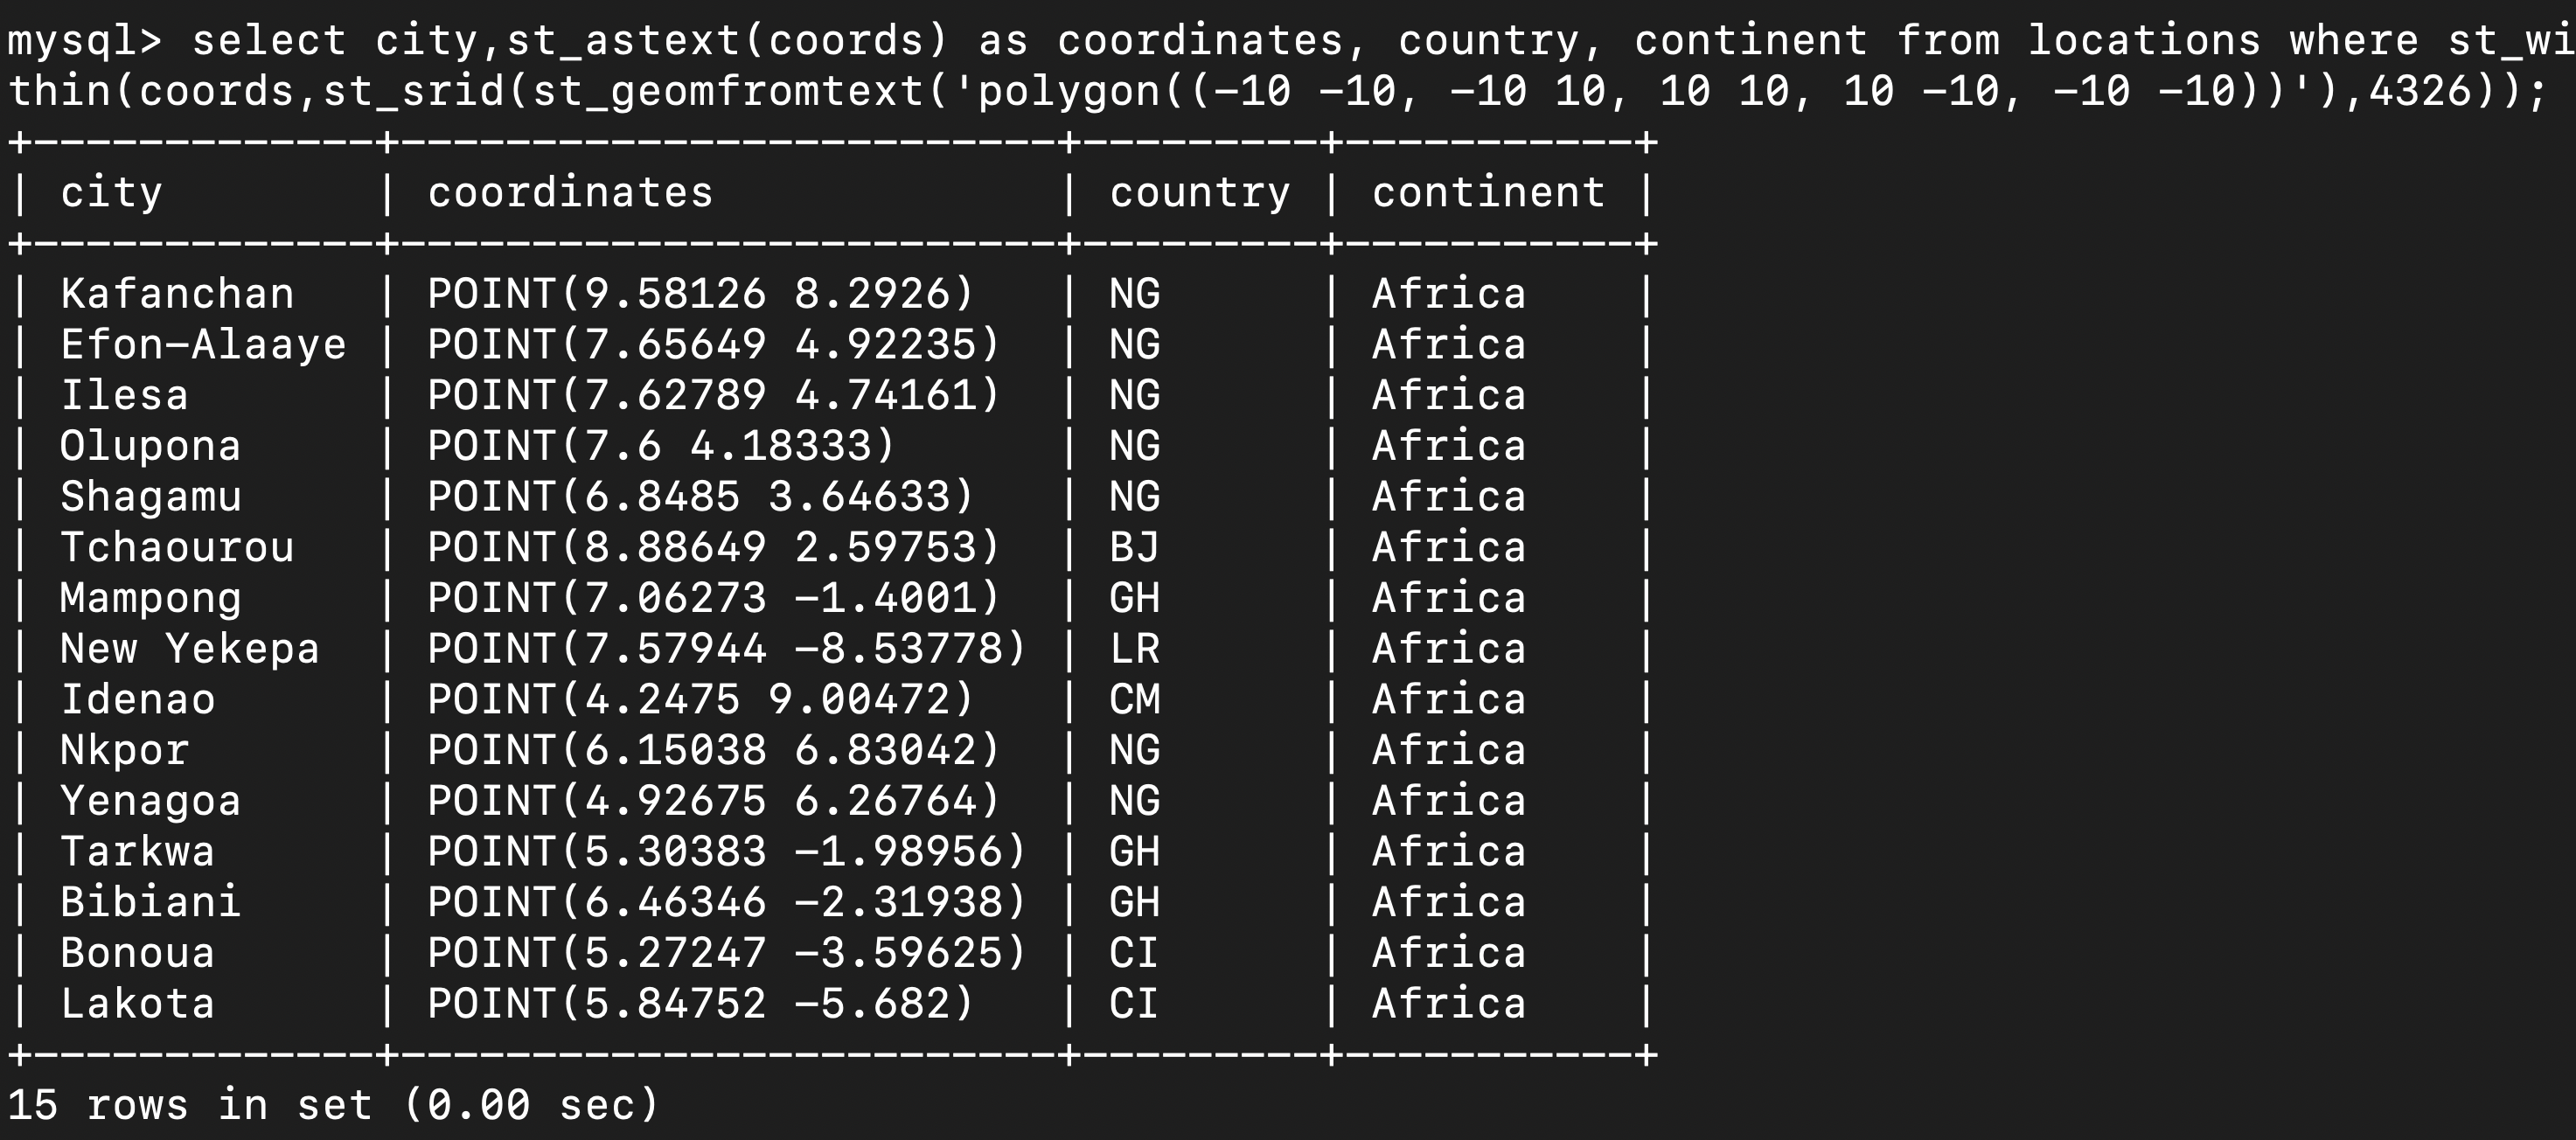 mysql> select city,st_astext(coords) as coordinates, country, continent from locations where st_wi
thin(coords,st_srid(st_geomfromtext('polygon((-10 -10, -10 10, 10 10, 10 -10, -10 -10))'),4326));
+-------------+-------------------------+---------+-----------+
| city        | coordinates             | country | continent |
+-------------+-------------------------+---------+-----------+
| Kafanchan   | POINT(9.58126 8.2926)   | NG      | Africa    |
| Efon-Alaaye | POINT(7.65649 4.92235)  | NG      | Africa    |
| Ilesa       | POINT(7.62789 4.74161)  | NG      | Africa    |
| Olupona     | POINT(7.6 4.18333)      | NG      | Africa    |
| Shagamu     | POINT(6.8485 3.64633)   | NG      | Africa    |
| Tchaourou   | POINT(8.88649 2.59753)  | BJ      | Africa    |
| Mampong     | POINT(7.06273 -1.4001)  | GH      | Africa    |
| New Yekepa  | POINT(7.57944 -8.53778) | LR      | Africa    |
| Idenao      | POINT(4.2475 9.00472)   | CM      | Africa    |
| Nkpor       | POINT(6.15038 6.83042)  | NG      | Africa    |
| Yenagoa     | POINT(4.92675 6.26764)  | NG      | Africa    |
| Tarkwa      | POINT(5.30383 -1.98956) | GH      | Africa    |
| Bibiani     | POINT(6.46346 -2.31938) | GH      | Africa    |
| Bonoua      | POINT(5.27247 -3.59625) | CI      | Africa    |
| Lakota      | POINT(5.84752 -5.682)   | CI      | Africa    |
+-------------+-------------------------+---------+-----------+
15 rows in set (0.00 sec)